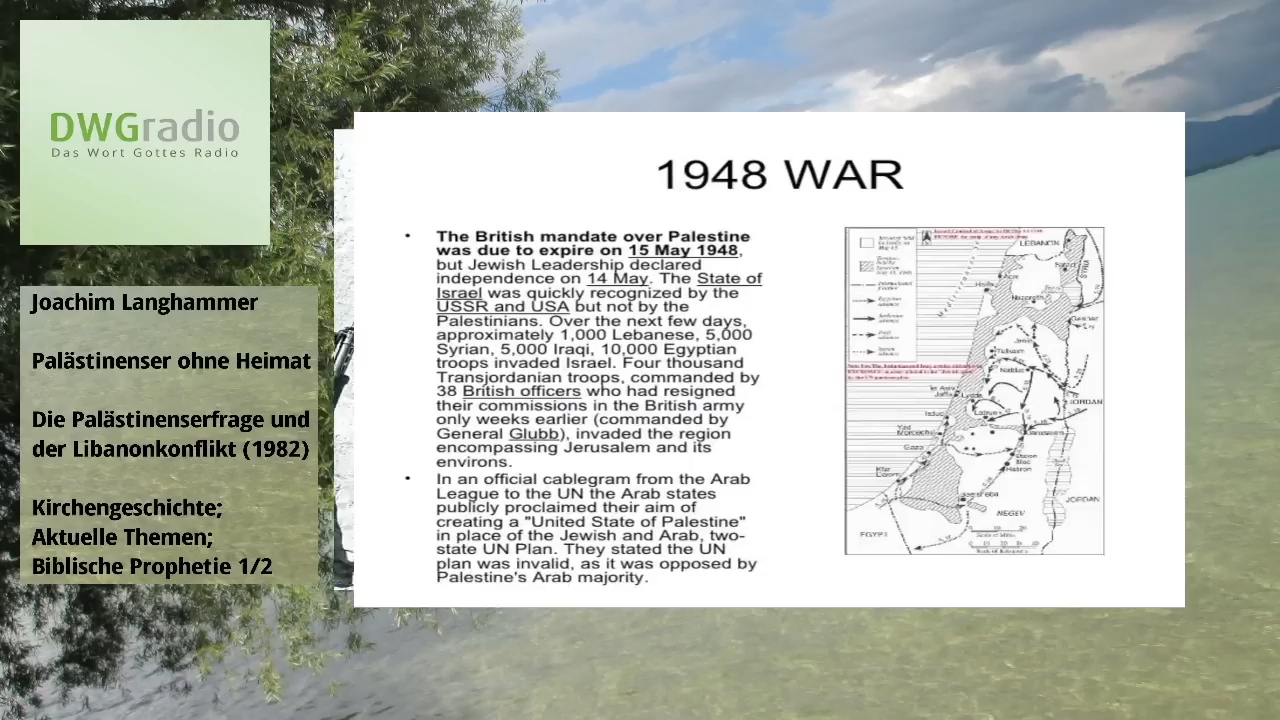 DWGradio
Das Wort Gottes Radio
Joachim Langhammer
Palästinenser ohne Heimat
Die Palästinenserfrage und
der Libanonkonflikt (1982)
Kirchengeschichte;
Aktuelle Themen;
Biblische Prophetie 1/2
1948 WAR
• The British mandate over Palestine
was due to expire on 15 May 1948,
but Jewish Leadership declared
independence on 14 May. The State of
Israel was quickly recognized by the
USSR and USA but not by the
Palestinians. Over the next few days,
approximately 1,000 Lebanese, 5,000
Syrian, 5,000 Iraqi, 10,000 Egyptian
troops invaded Israel. Four thousand
Transjordanian troops, commanded by
38 British officers who had resigned
their commissions in the British army
only weeks earlier (commanded by
General Glubb), invaded the region
encompassing Jerusalem and its
environs.
• In an official cablegram from the Arab
League to the UN the Arab states
publicly proclaimed their aim of
creating a "United State of Palestine"
in place of the Jewish and Arab, two-
state UN Plan. They stated the UN
plan was invalid, as it was opposed by
Palestine's Arab majority.
LEBANON
SYRIA
Acre
Haifa
Nazareth
Jenin
Tulkarm
Nablus
Tel Aviv
Jaffa
Lydda
JORDAN
Jerusalem
Gaza
Hebron
Beersheba
NEGEV
JORDAN
EGYPT